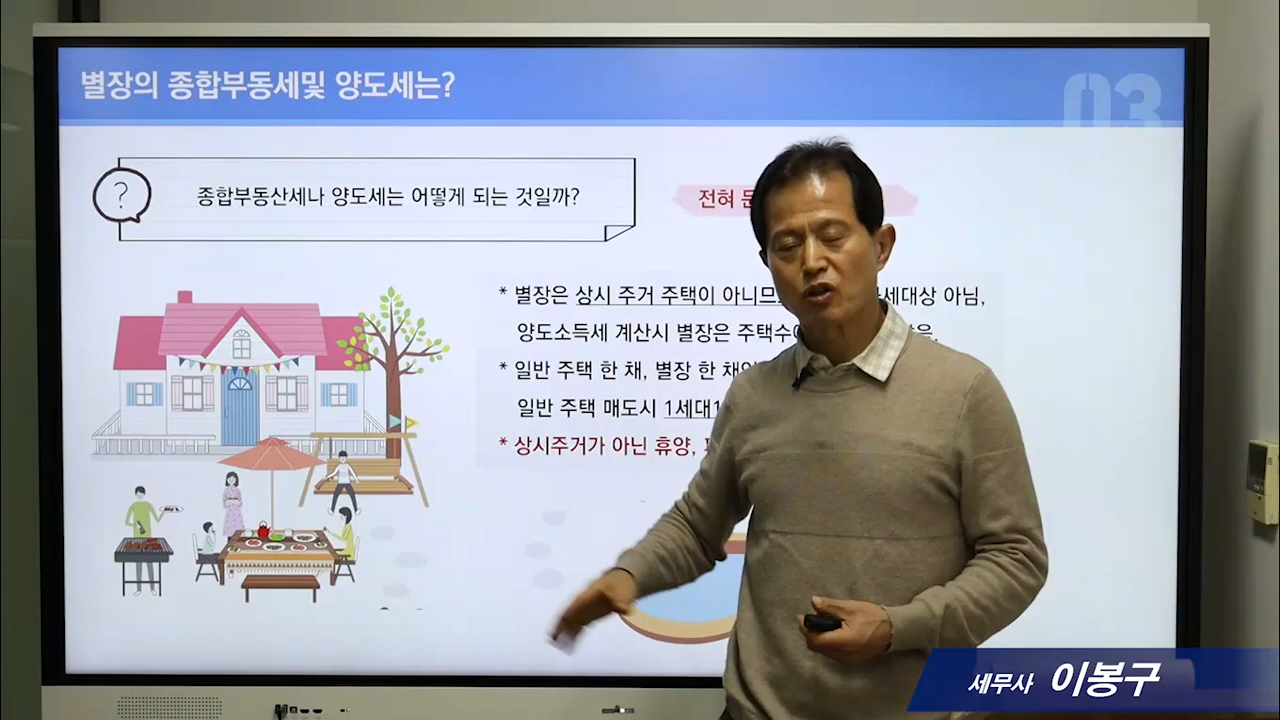 별장의 종합부동세및 양도세는?
03
종합부동산세나 양도세는 어떻게 되는 것일까?
?
전혀
* 별장은 상시 주거 주택이 아니므 세대상 아님,
양도소득세 계산시 별장은 주택수에
* 일반 주택 한 채, 별장 한 채
일반 주택 매도시 1세대1
* 상시주거가 아닌 휴양,
세무사 이봉구